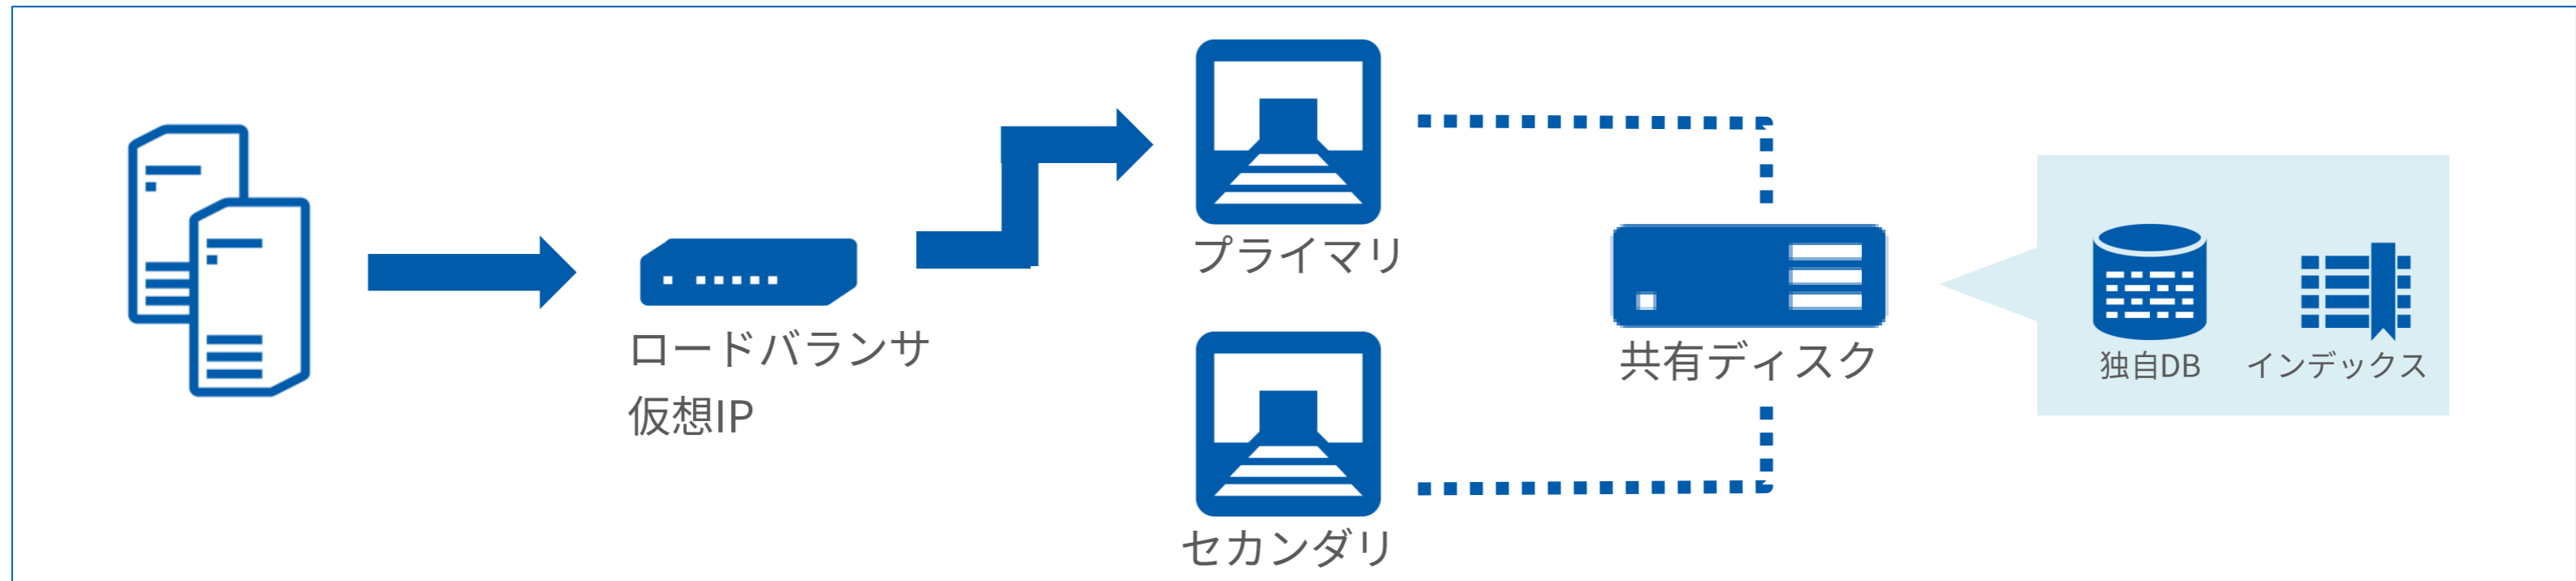 プライマリ
ロードバランサ
仮想IP
共有ディスク
独自DB
インデックス
セカンダリ